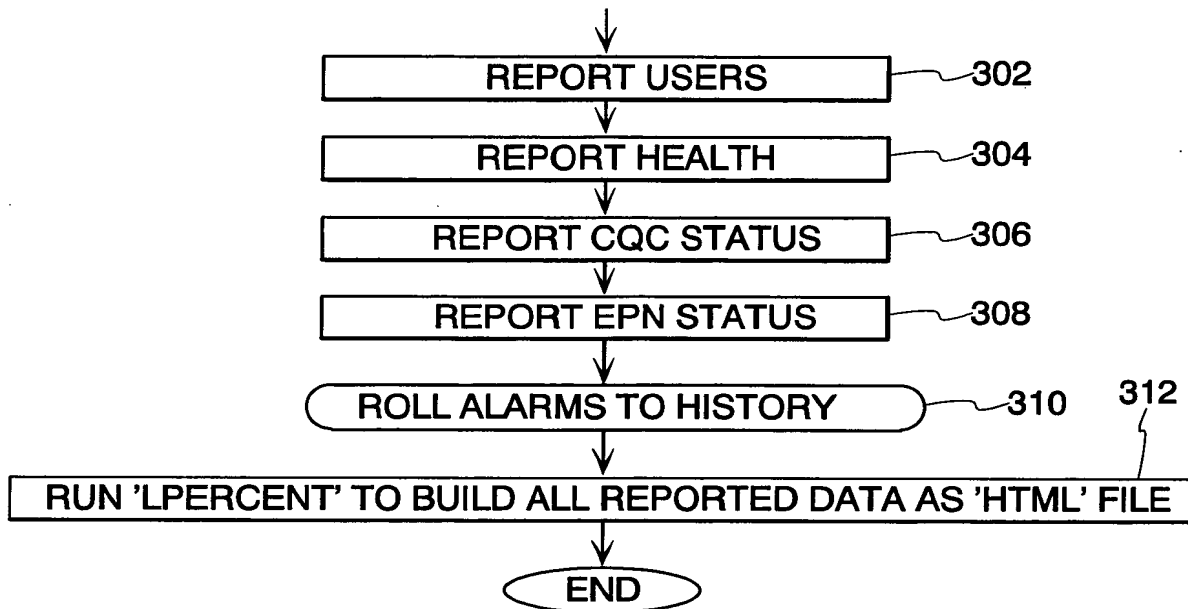 REPORT USERS 302
REPORT HEALTH 304
REPORT CQC STATUS 306
REPORT EPN STATUS 308
ROLL ALARMS TO HISTORY 310
312
RUN 'LPERCENT' TO BUILD ALL REPORTED DATA AS 'HTML' FILE
END